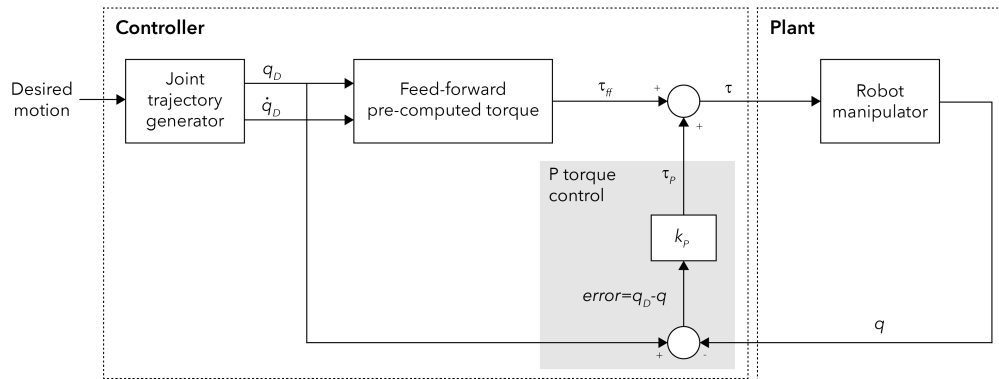 Controller
Plant
Desired
motion
Joint
trajectory
generator
q_D
q̇_D
Feed-forward
pre-computed torque
τ_ff
+
+
τ
Robot
manipulator
P torque
control
τ_P
k_P
error=q_D-q
+
-
q